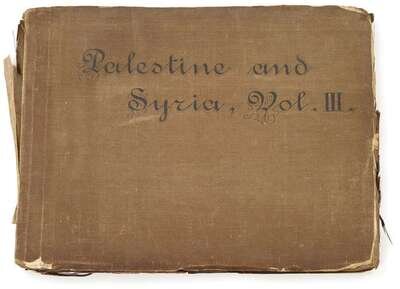 Palestine and
Syria, Vol. III.